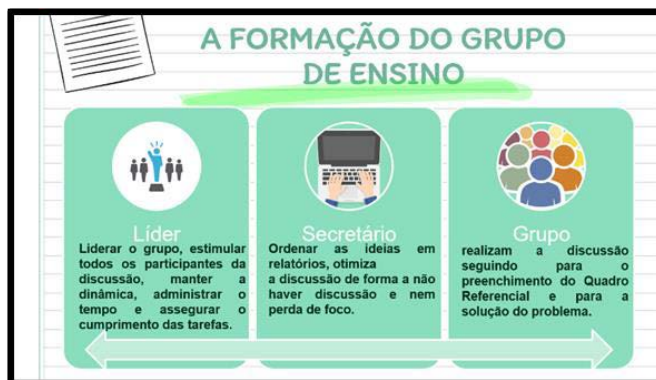 A FORMAÇÃO DO GRUPO
DE ENSINO
Líder
Liderar o grupo, estimular
todos os participantes da
discussão, manter a
dinâmica, administrar o
tempo e assegurar o
cumprimento das tarefas.
Secretário
Ordenar as ideias em
relatórios, otimiza
a discussão de forma a não
haver discussão e nem
perda de foco.
Grupo
realizam a discussão
seguindo para o
preenchimento do Quadro
Referencial e para a
solução do problema.